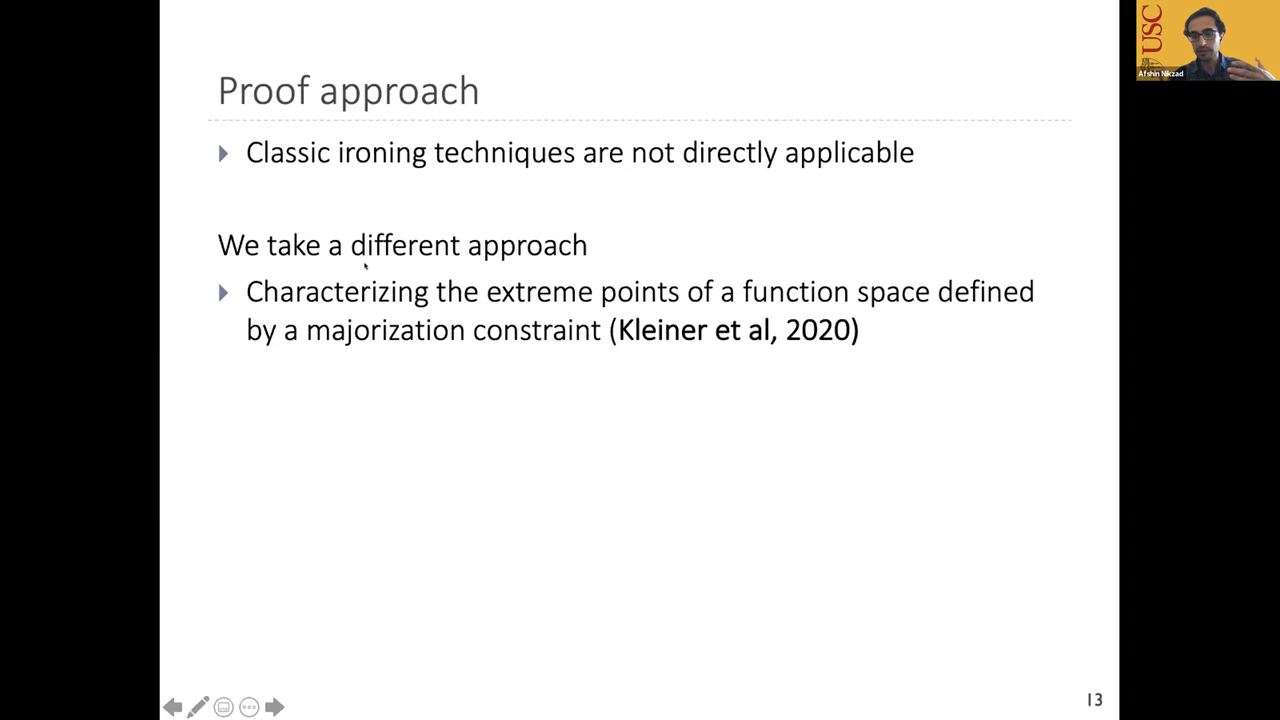 Proof approach
Classic ironing techniques are not directly applicable
We take a different approach
Characterizing the extreme points of a function space defined
by a majorization constraint (Kleiner et al, 2020)
13
USC
Afshin Nikzad